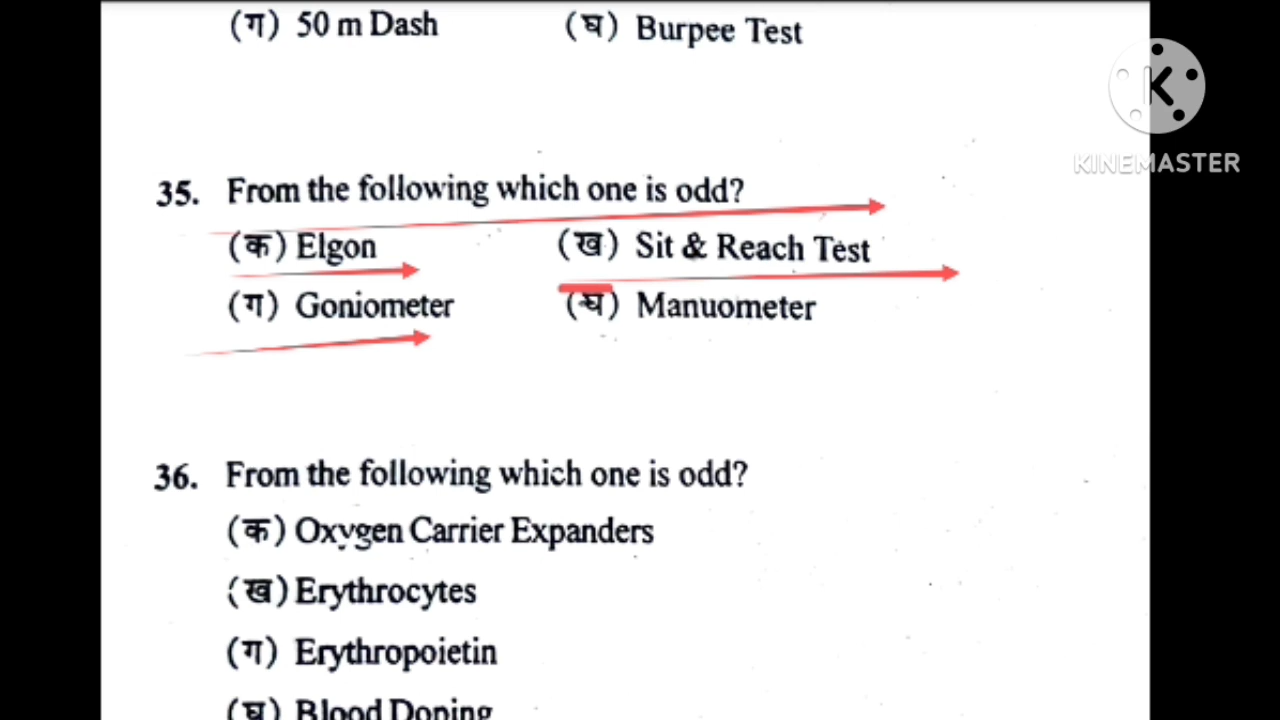 (ग) 50 m Dash (घ) Burpee Test
K
KINEMASTER
35. From the following which one is odd?
(क) Elgon (ख) Sit & Reach Test
(ग) Goniometer (घ) Manuometer
36. From the following which one is odd?
(क) Oxygen Carrier Expanders
(ख) Erythrocytes
(ग) Erythropoietin
(घ) Blood Doping